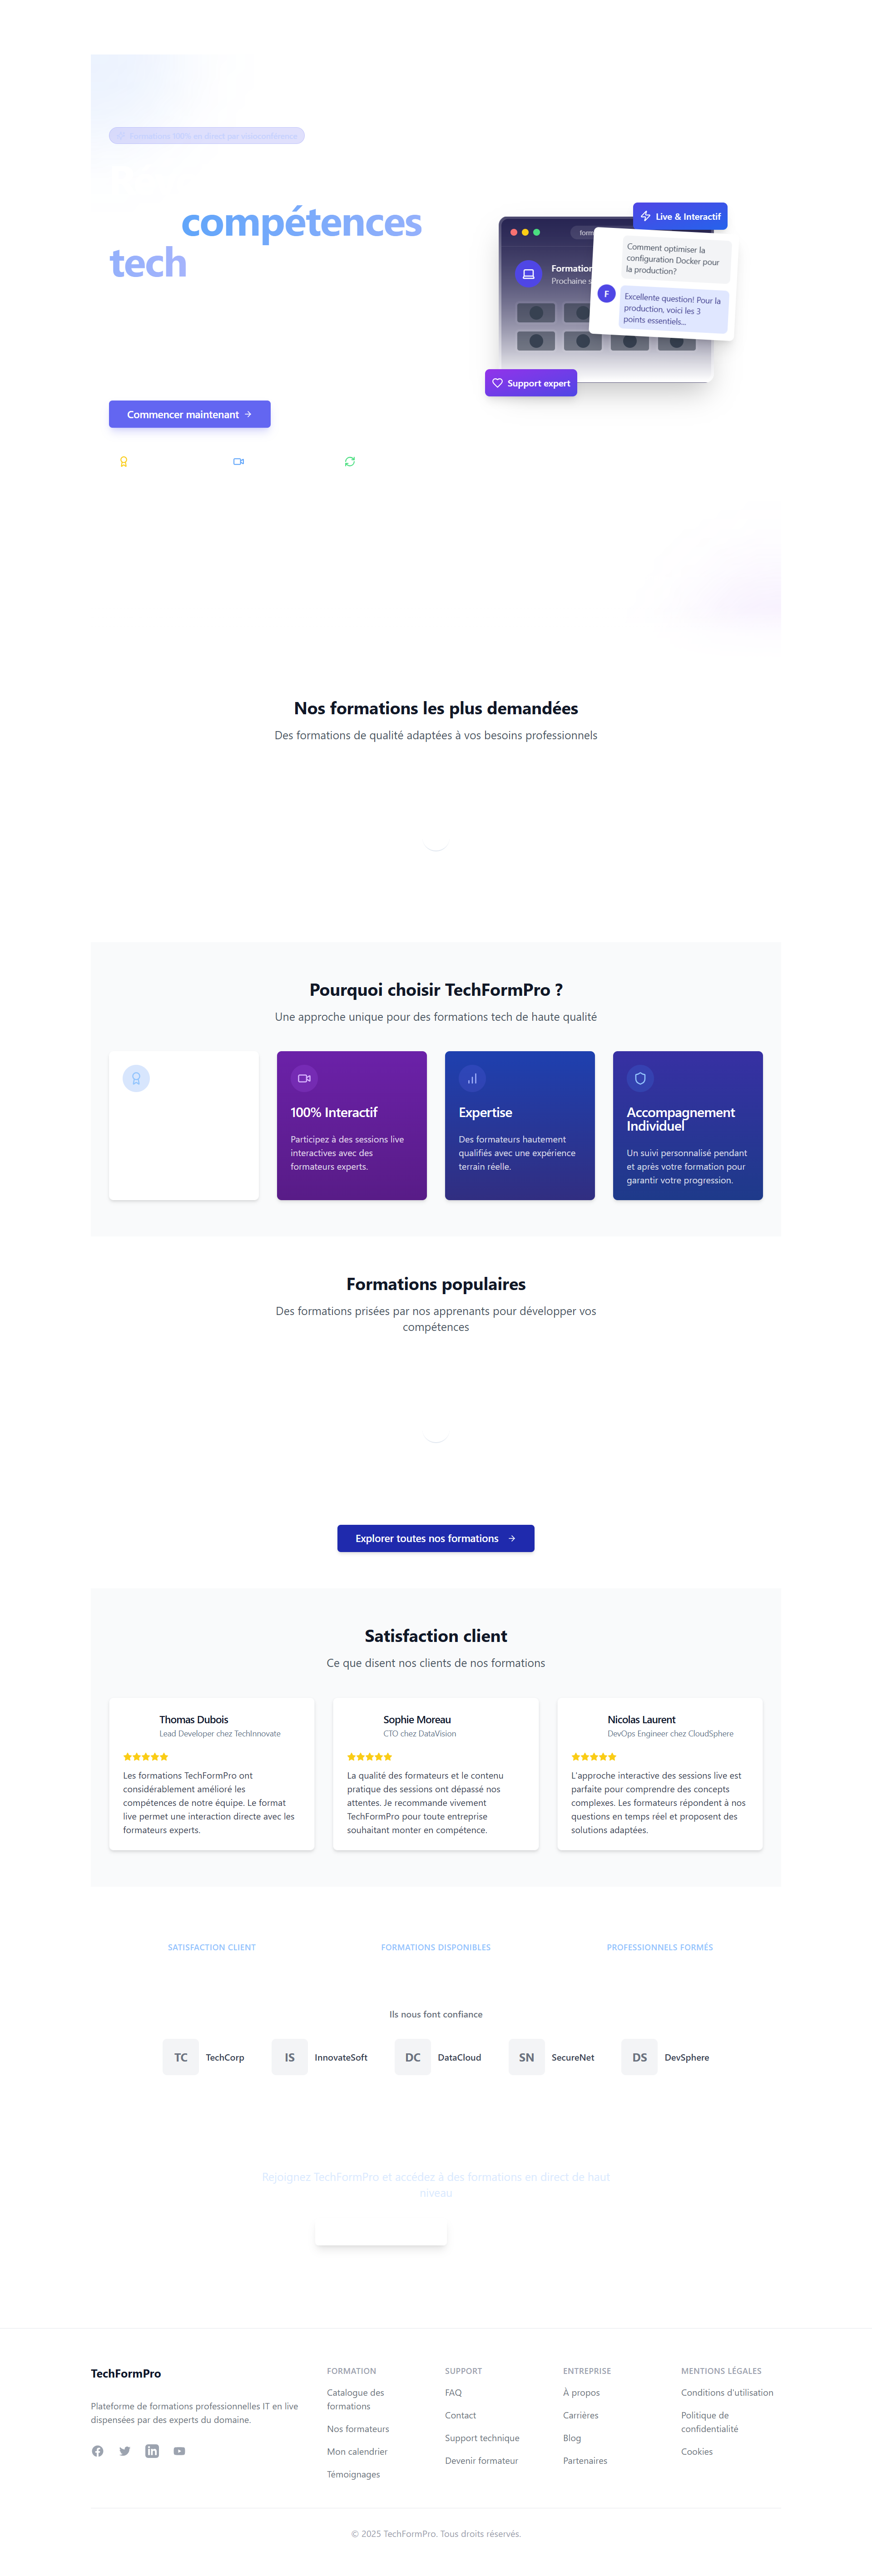 Formations 100% en direct par visioconférence
compétences
tech
Commencer maintenant
Live & Interactif
form
Formation
Prochaine s
Comment optimiser la
configuration Docker pour
la production?
F
Excellente question! Pour la
production, voici les 3
points essentiels...
Support expert
Nos formations les plus demandées
Des formations de qualité adaptées à vos besoins professionnels
Pourquoi choisir TechFormPro ?
Une approche unique pour des formations tech de haute qualité
100% Interactif
Participez à des sessions live
interactives avec des
formateurs experts.
Expertise
Des formateurs hautement
qualifiés avec une expérience
terrain réelle.
Accompagnement
Individuel
Un suivi personnalisé pendant
et après votre formation pour
garantir votre progression.
Formations populaires
Des formations prisées par nos apprenants pour développer vos
compétences
Explorer toutes nos formations
Satisfaction client
Ce que disent nos clients de nos formations
Thomas Dubois
Lead Developer chez TechInnovate
Les formations TechFormPro ont
considérablement amélioré les
compétences de notre équipe. Le format
live permet une interaction directe avec les
formateurs experts.
Sophie Moreau
CTO chez DataVision
La qualité des formateurs et le contenu
pratique des sessions ont dépassé nos
attentes. Je recommande vivement
TechFormPro pour toute entreprise
souhaitant monter en compétence.
Nicolas Laurent
DevOps Engineer chez CloudSphere
L'approche interactive des sessions live est
parfaite pour comprendre des concepts
complexes. Les formateurs répondent à nos
questions en temps réel et proposent des
solutions adaptées.
SATISFACTION CLIENT
FORMATIONS DISPONIBLES
PROFESSIONNELS FORMÉS
Ils nous font confiance
TC TechCorp
IS InnovateSoft
DC DataCloud
SN SecureNet
DS DevSphere
Rejoignez TechFormPro et accédez à des formations en direct de haut
niveau
TechFormPro
Plateforme de formations professionnelles IT en live
dispensées par des experts du domaine.
FORMATION
Catalogue des
formations
Nos formateurs
Mon calendrier
Témoignages
SUPPORT
FAQ
Contact
Support technique
Devenir formateur
ENTREPRISE
À propos
Carrières
Blog
Partenaires
MENTIONS LÉGALES
Conditions d'utilisation
Politique de
confidentialité
Cookies
© 2025 TechFormPro. Tous droits réservés.